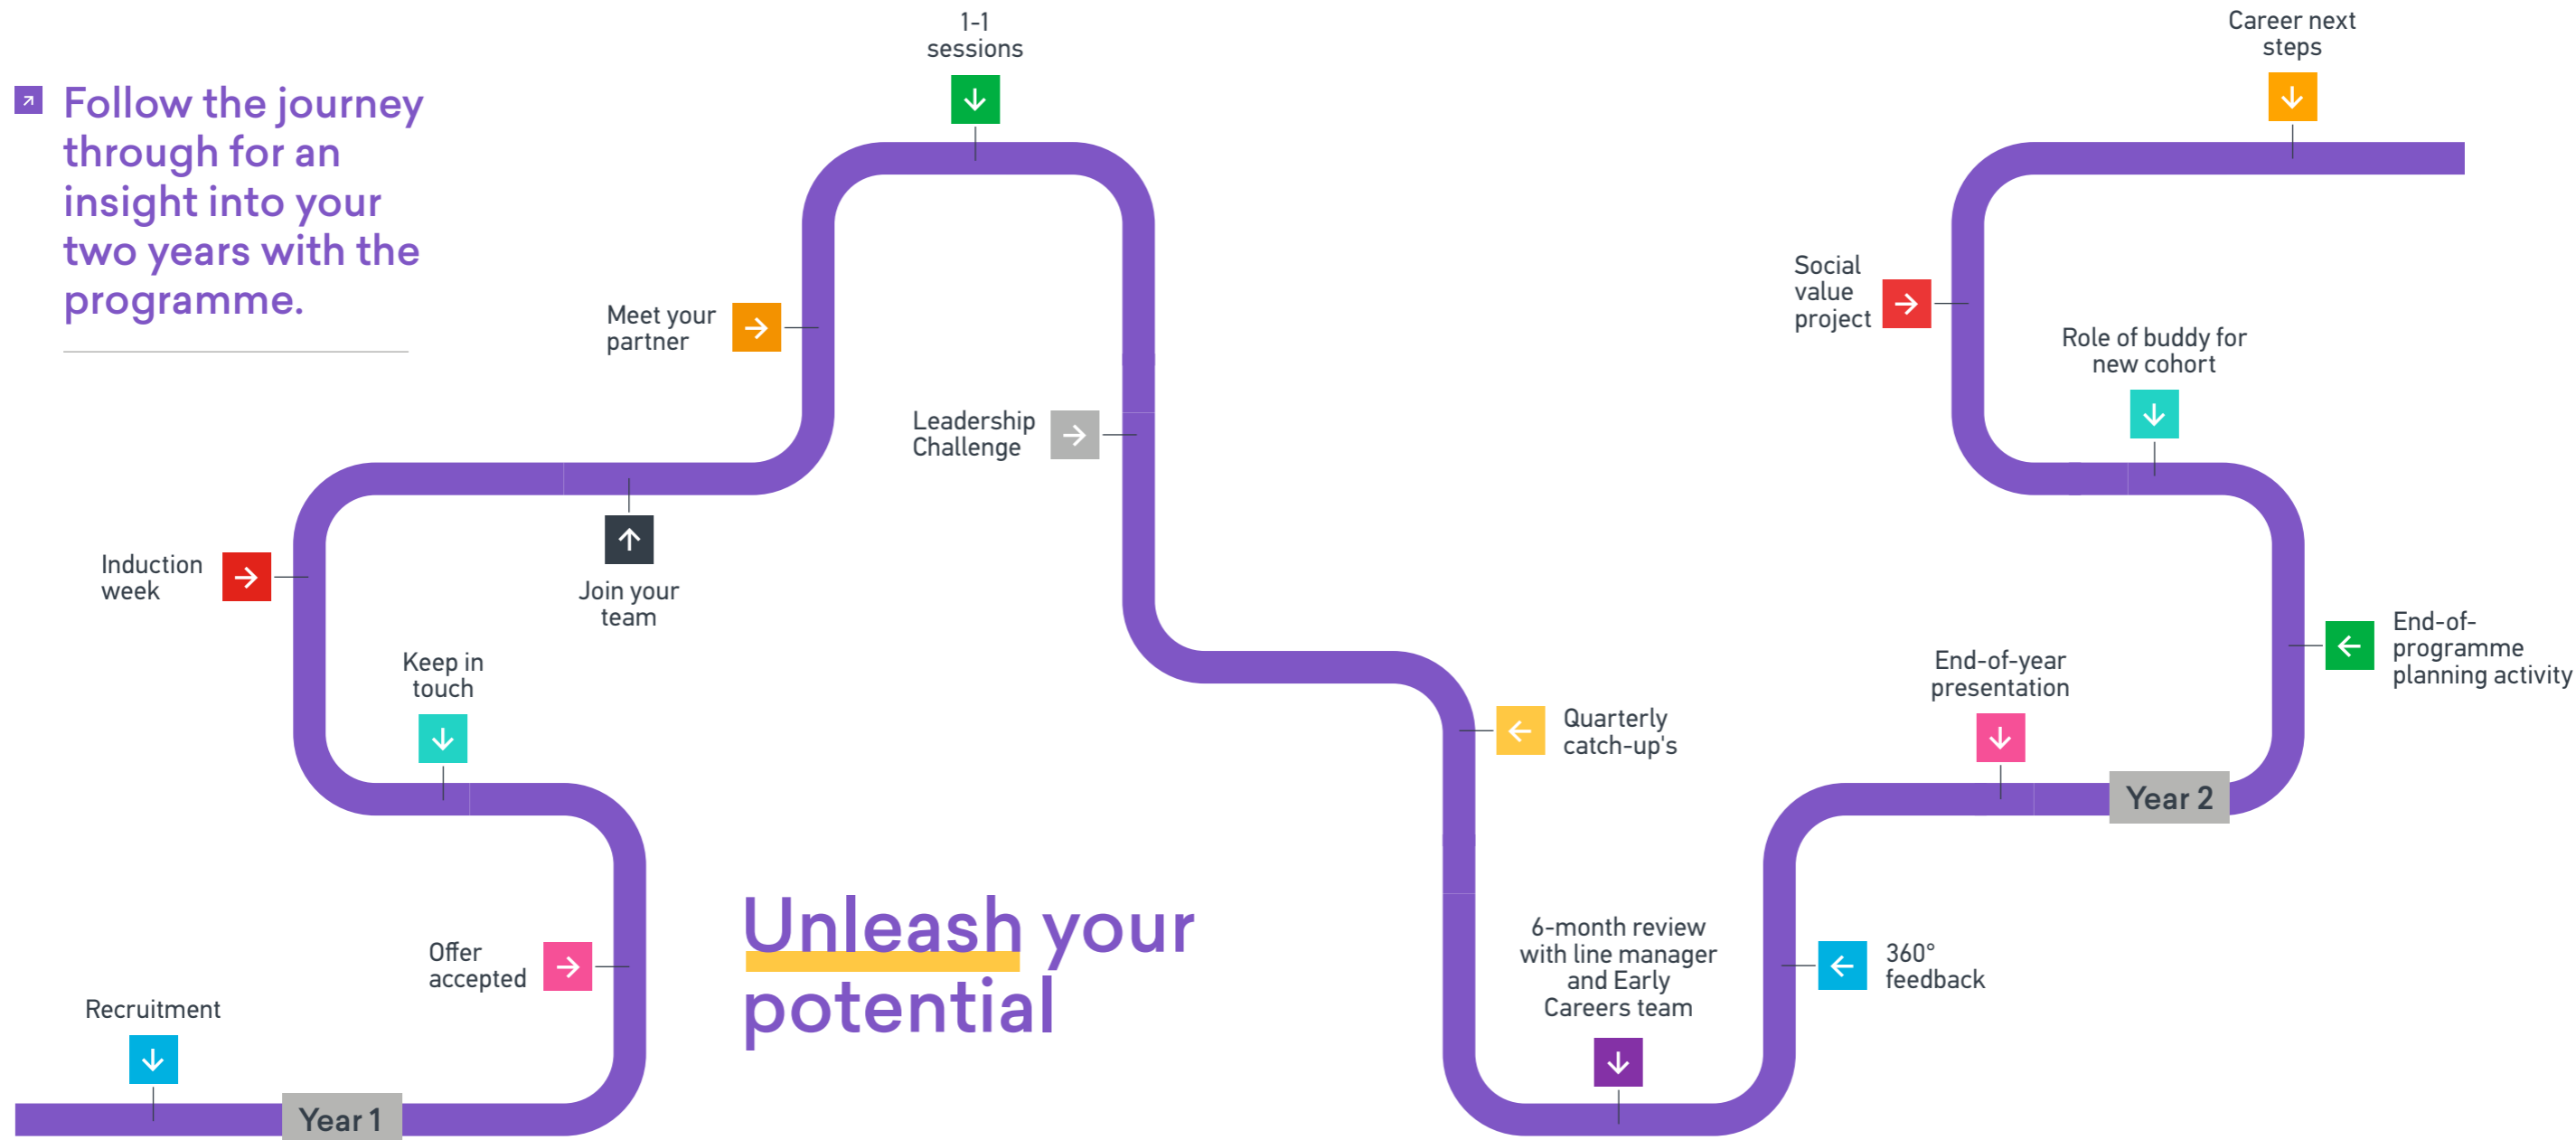 Follow the journey
through for an
insight into your
two years with the
programme.
Recruitment
Year 1
Offer
accepted
Keep in
touch
Induction
week
Join your
team
Meet your
partner
1-1
sessions
Leadership
Challenge
Quarterly
catch-up's
6-month review
with line manager
and Early
Careers team
360°
feedback
End-of-year
presentation
Year 2
End-of-
programme
planning activity
Role of buddy for
new cohort
Social
value
project
Career next
steps
Unleash your
potential